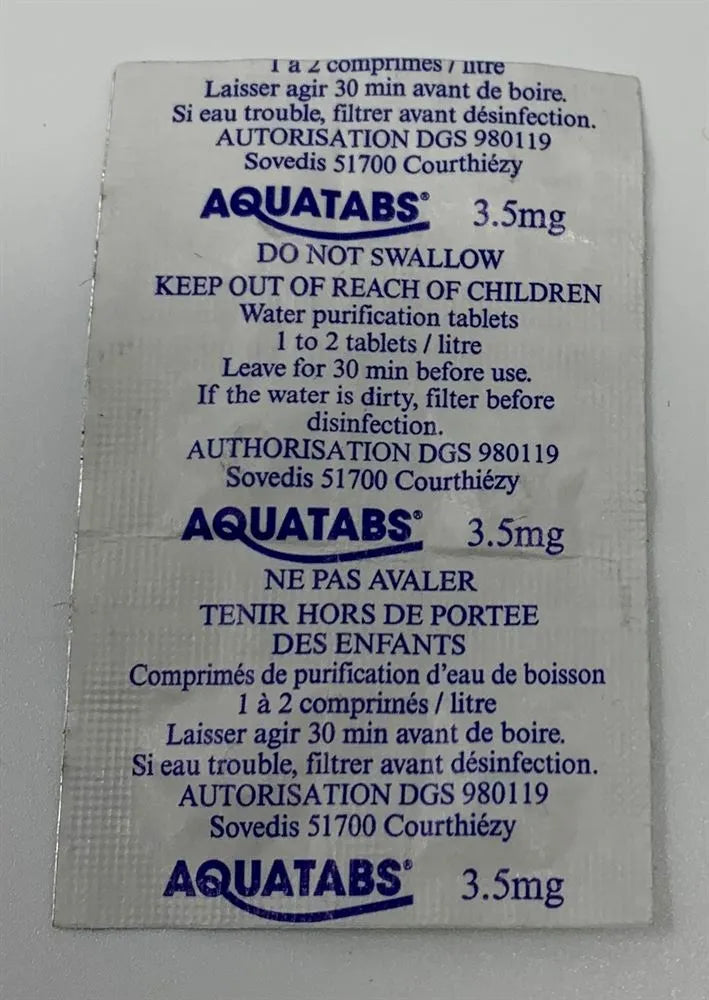 1 à 2 comprimés / litre
Laisser agir 30 min avant de boire.
Si eau trouble, filtrer avant désinfection.
AUTORISATION DGS 980119
Sovedis 51700 Courthiézy
AQUATABS® 3.5mg
DO NOT SWALLOW
KEEP OUT OF REACH OF CHILDREN
Water purification tablets
1 to 2 tablets / litre
Leave for 30 min before use.
If the water is dirty, filter before
disinfection.
AUTHORISATION DGS 980119
Sovedis 51700 Courthiézy
AQUATABS® 3.5mg
NE PAS AVALER
TENIR HORS DE PORTEE
DES ENFANTS
Comprimés de purification d'eau de boisson
1 à 2 comprimés / litre
Laisser agir 30 min avant de boire.
Si eau trouble, filtrer avant désinfection.
AUTORISATION DGS 980119
Sovedis 51700 Courthiézy
AQUATABS® 3.5mg